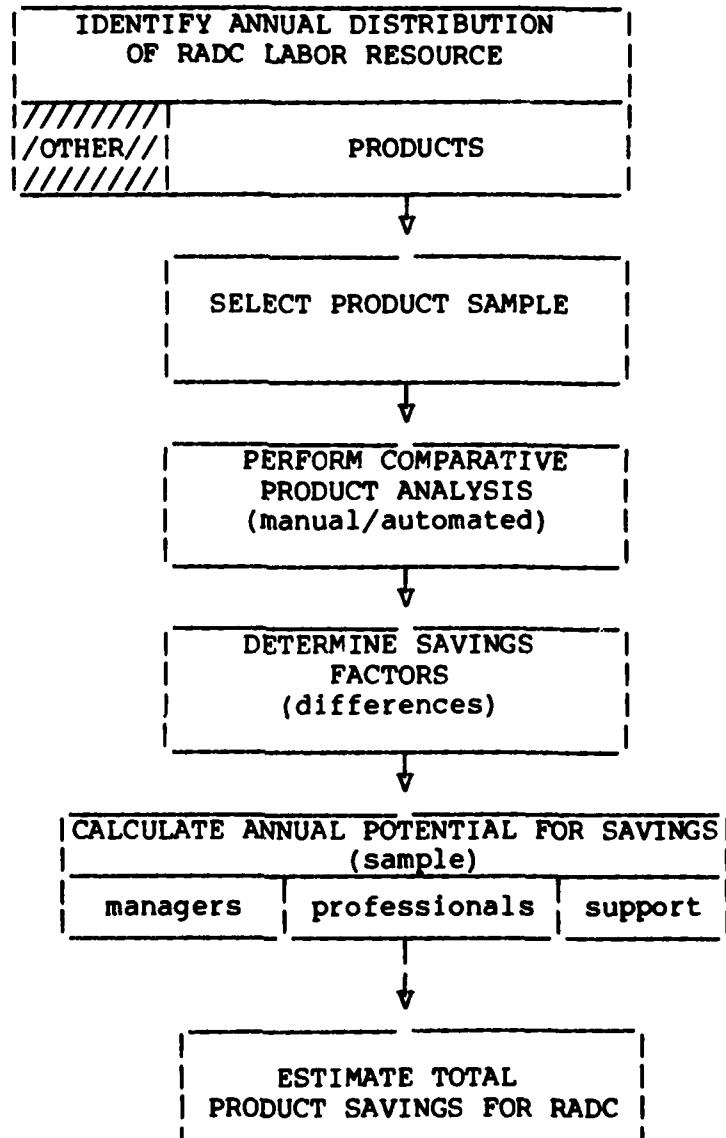 IDENTIFY ANNUAL DISTRIBUTION
OF RADC LABOR RESOURCE
OTHER
PRODUCTS
SELECT PRODUCT SAMPLE
PERFORM COMPARATIVE
PRODUCT ANALYSIS
(manual/automated)
DETERMINE SAVINGS
FACTORS
(differences)
CALCULATE ANNUAL POTENTIAL FOR SAVINGS
(sample)
managers professionals support
ESTIMATE TOTAL
PRODUCT SAVINGS FOR RADC